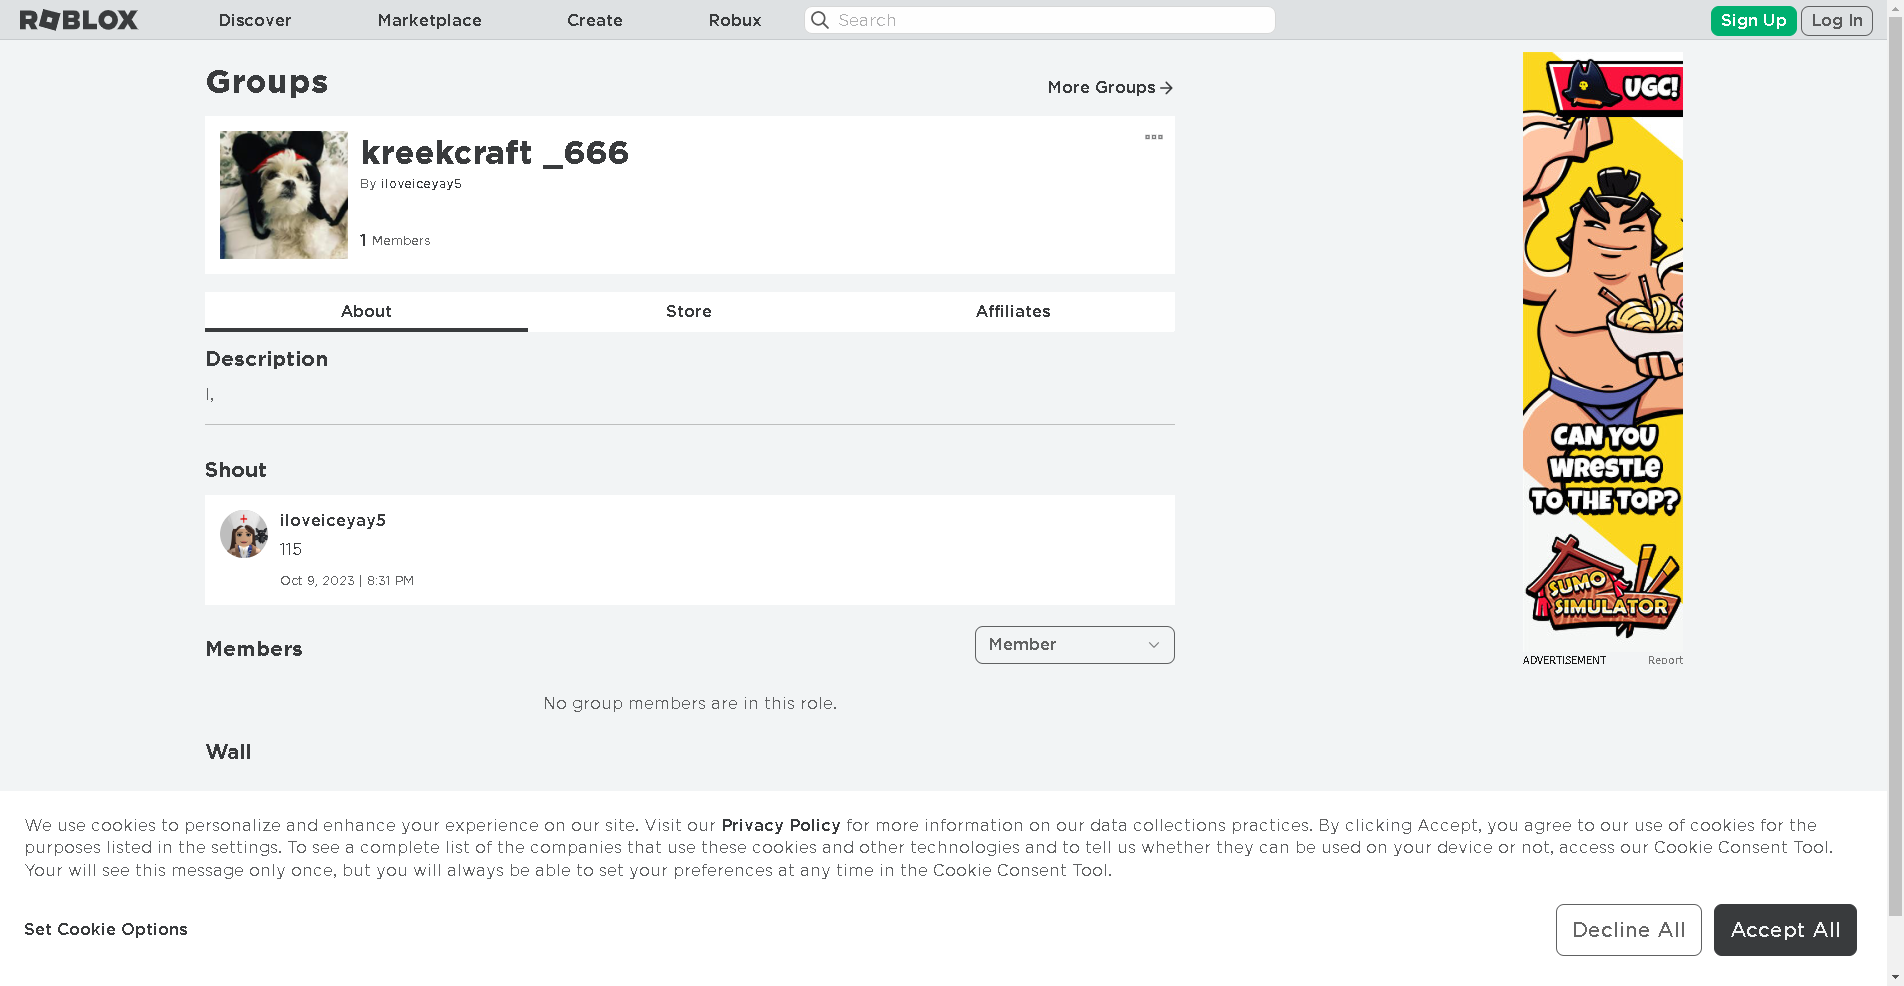 ROBLOX
Discover
Marketplace
Create
Robux
Search
Sign Up
Log In
Groups
More Groups
kreekcraft _666
By iloveiceyay5
1 Members
About
Store
Affiliates
Description
I,
Shout
iloveiceyay5
115
Oct 9, 2023 | 8:31 PM
Members
Member
No group members are in this role.
Wall
UGC!
CAN YOU
WRESTLE
TO THE TOP?
SUMO
SIMULATOR
ADVERTISEMENT
Report
We use cookies to personalize and enhance your experience on our site. Visit our Privacy Policy for more information on our data collections practices. By clicking Accept, you agree to our use of cookies for the
purposes listed in the settings. To see a complete list of the companies that use these cookies and other technologies and to tell us whether they can be used on your device or not, access our Cookie Consent Tool.
Your will see this message only once, but you will always be able to set your preferences at any time in the Cookie Consent Tool.
Set Cookie Options
Decline All
Accept All